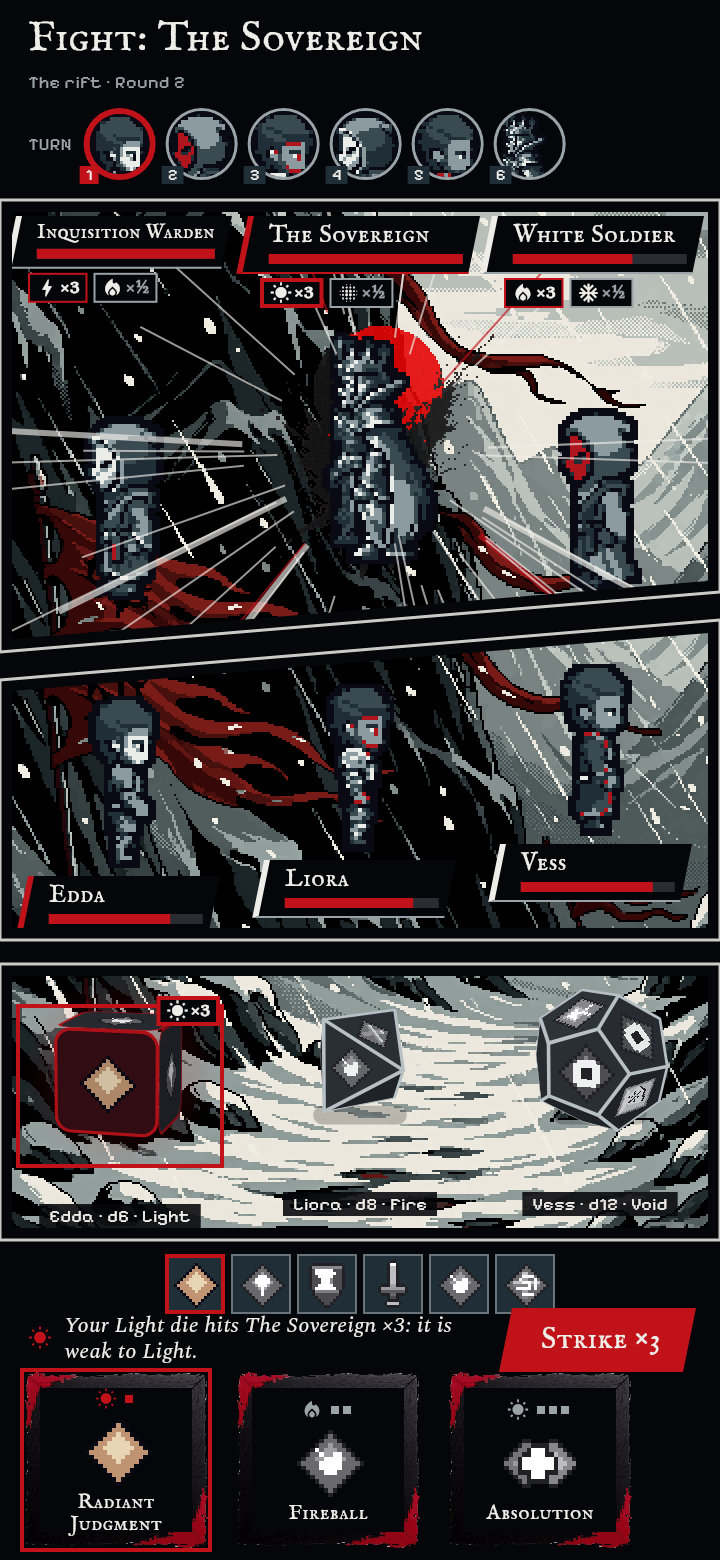 Fight: The Sovereign
The rift · Round 2
TURN
1 2 3 4 5 6
Inquisition Warden
The Sovereign
White Soldier
×3 ×½
×3 ×½
×3 ×½
Edda
Liora
Vess
×3
Edda · d6 · Light
Liora · d8 · Fire
Vess · d12 · Void
Your Light die hits The Sovereign ×3: it is
weak to Light.
Strike ×3
Radiant
Judgment
Fireball
Absolution